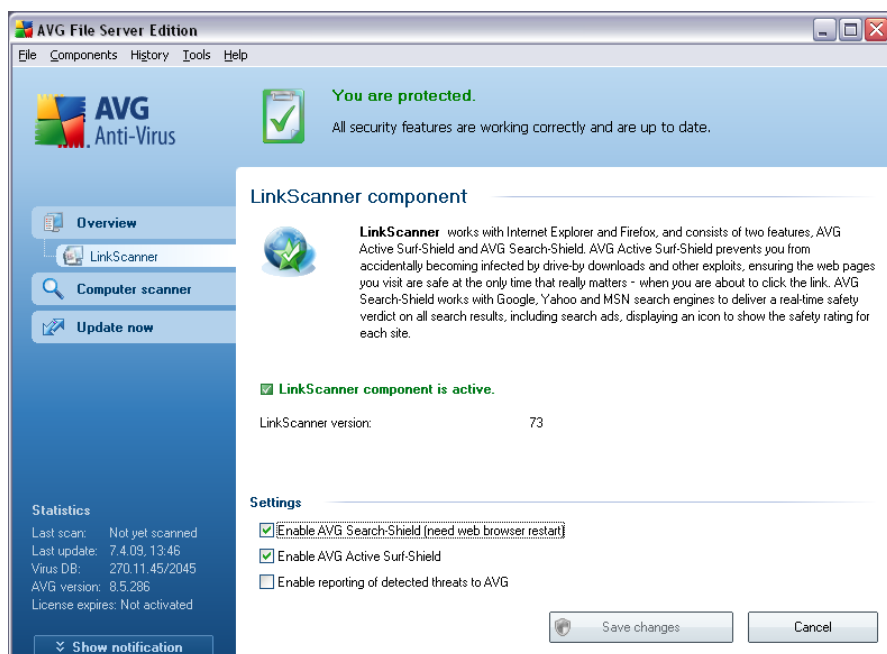 AVG File Server Edition
File Components History Tools Help
AVG
Anti-Virus
You are protected.
All security features are working correctly and are up to date.
Overview
LinkScanner
Computer scanner
Update now
LinkScanner component
LinkScanner works with Internet Explorer and Firefox, and consists of two features, AVG
Active Surf-Shield and AVG Search-Shield. AVG Active Surf-Shield prevents you from
accidentally becoming infected by drive-by downloads and other exploits, ensuring the web pages
you visit are safe at the only time that really matters - when you are about to click the link. AVG
Search-Shield works with Google, Yahoo and MSN search engines to deliver a real-time safety
verdict on all search results, including search ads, displaying an icon to show the safety rating for
each site.
LinkScanner component is active.
LinkScanner version: 73
Settings
Enable AVG Search-Shield (need web browser restart)
Enable AVG Active Surf-Shield
Enable reporting of detected threats to AVG
Save changes
Cancel
Statistics
Last scan: Not yet scanned
Last update: 7.4.09, 13:46
Virus DB: 270.11.45/2045
AVG version: 8.5.286
License expires: Not activated
Show notification